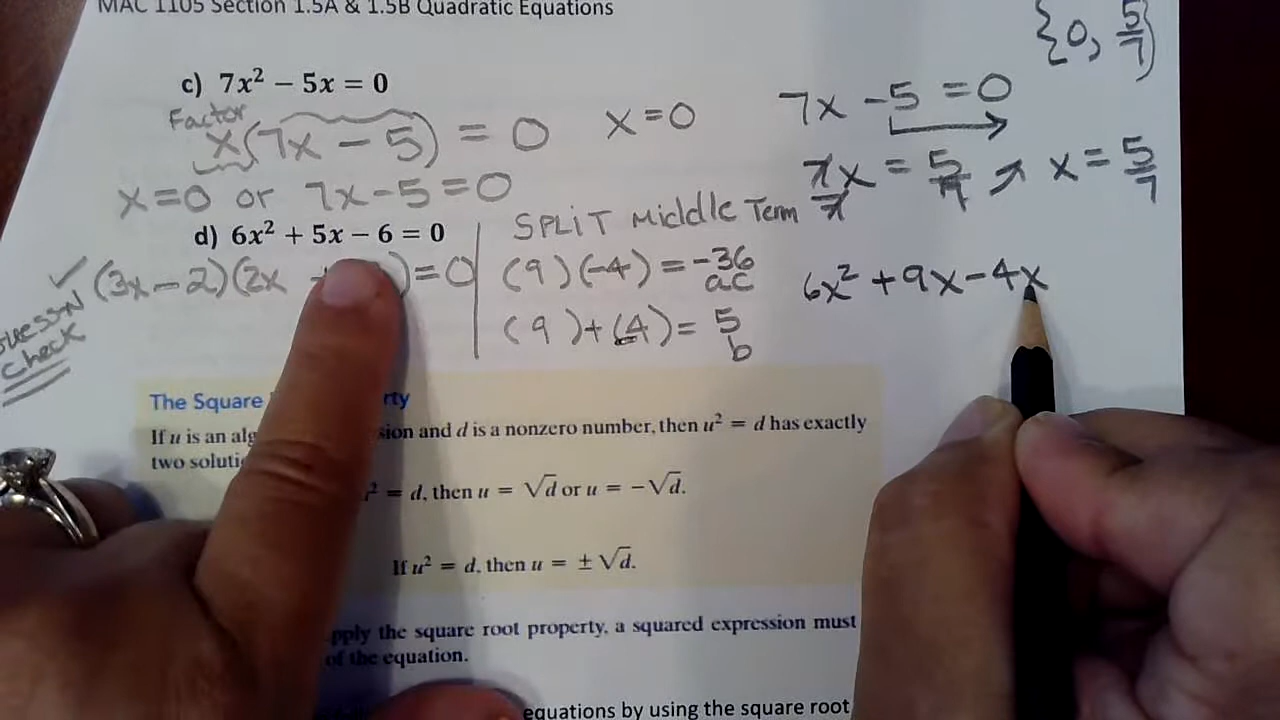 MAC 1105 Section 1.5A & 1.5B Quadratic Equations
{0, 5/7}
c) 7x² − 5x = 0
Factor
x(7x − 5) = 0
x = 0
7x − 5 = 0
x = 0 or 7x − 5 = 0
7x/7 = 5/7
x = 5/7
d) 6x² + 5x − 6 = 0
SPLIT Middle Term
(3x − 2)(2x + ) = 0
check
(9)(−4) = −36
ac
(9) + (−4) = 5
b
6x² + 9x − 4x
The Square rty
If u is an alg sion and d is a nonzero number, then u² = d has exactly
two soluti
² = d, then u = √d or u = −√d.
If u² = d, then u = ± √d.
pply the square root property, a squared expression must
of the equation.
equations by using the square root